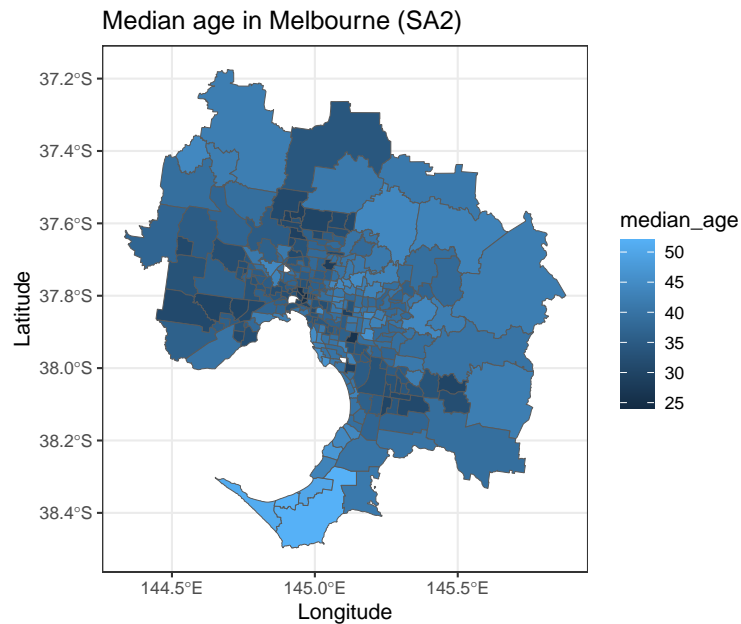 Median age in Melbourne (SA2)
37.2°S
37.4°S
37.6°S
37.8°S
38.0°S
38.2°S
38.4°S
Latitude
144.5°E
145.0°E
145.5°E
Longitude
median_age
50
45
40
35
30
25